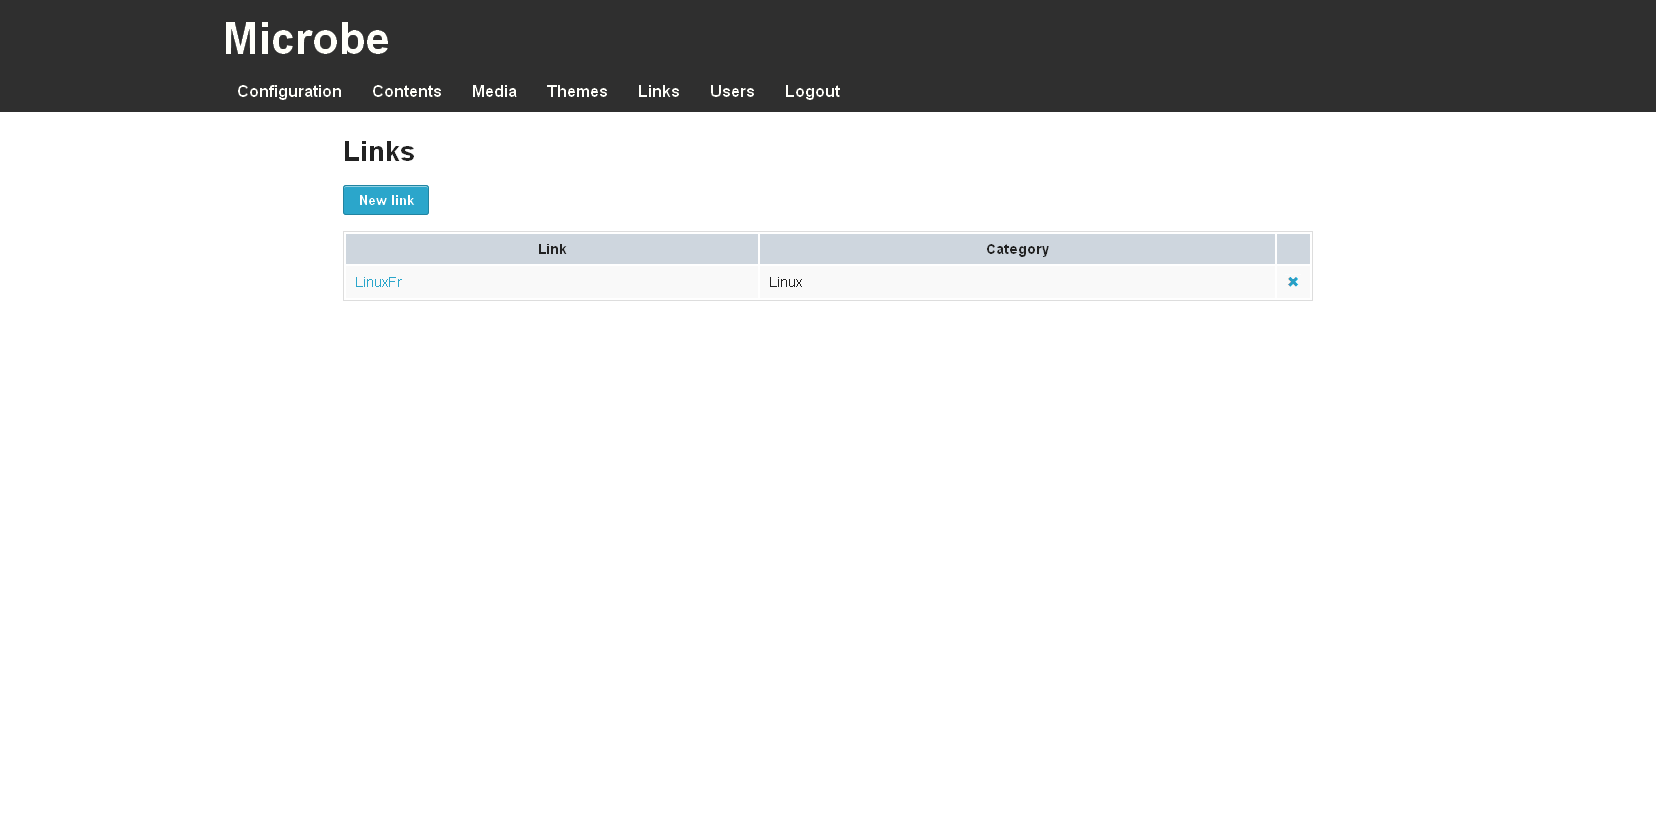 Microbe
Configuration Contents Media Themes Links Users Logout
Links
New link
Link Category
LinuxFr Linux